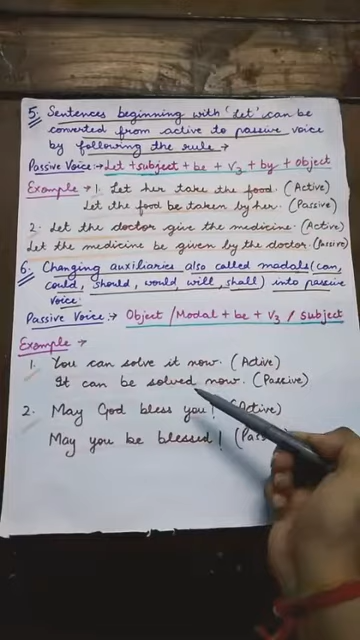 5. Sentences beginning with 'Let' can be
converted from active to passive voice
by following the rule →
Passive Voice :→ Let + subject + be + V3 + by + Object
Example → 1. Let her take the food. (Active)
Let the food be taken by her. (Passive)
2. Let the doctor give the medicine. (Active)
Let the medicine be given by the doctor. (Passive)
6. Changing auxiliaries also called modals (can,
could, should, would, will, shall) into passive
voice.
Passive Voice :→ Object / Modal + be + V3 / Subject
Example :→
1. You can solve it now. (Active)
It can be solved now. (Passive)
2. May God bless you! (Active)
May you be blessed! (Pass